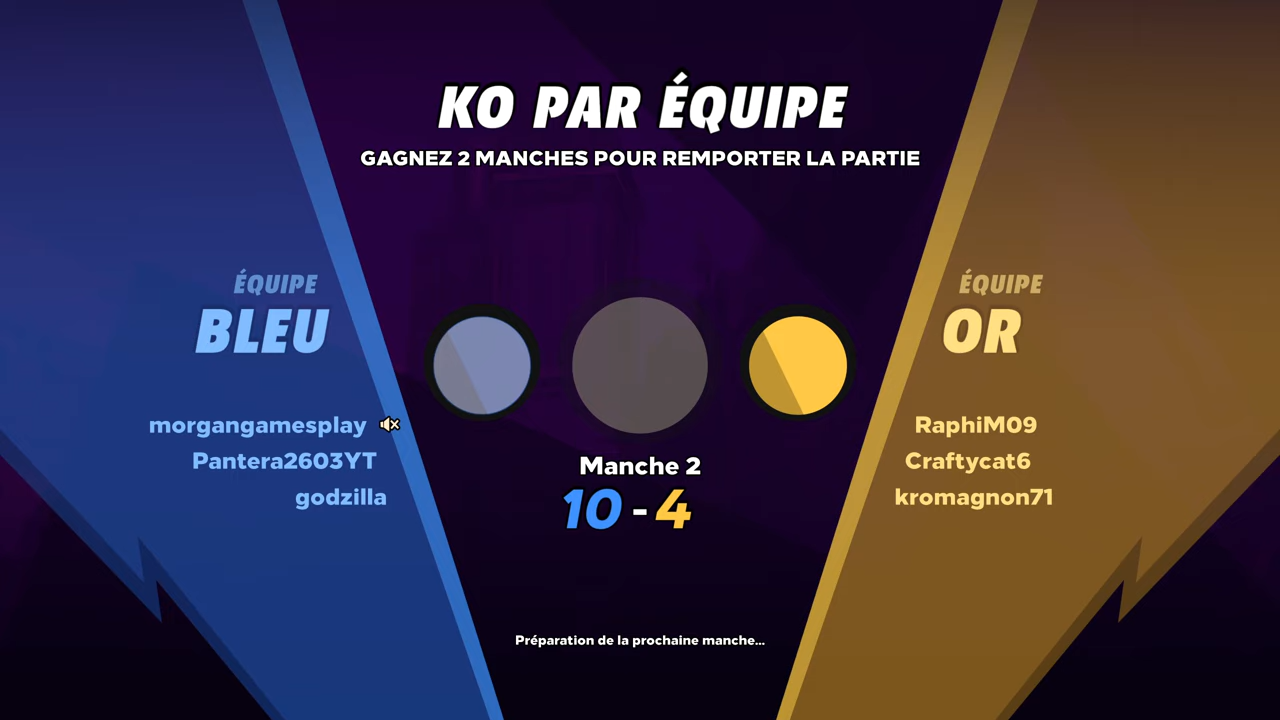 KO PAR ÉQUIPE
GAGNEZ 2 MANCHES POUR REMPORTER LA PARTIE
ÉQUIPE
BLEU
morgangamesplay
Pantera2603YT
godzilla
Manche 2
10 - 4
ÉQUIPE
OR
RaphiM09
Craftycat6
kromagnon71
Préparation de la prochaine manche...